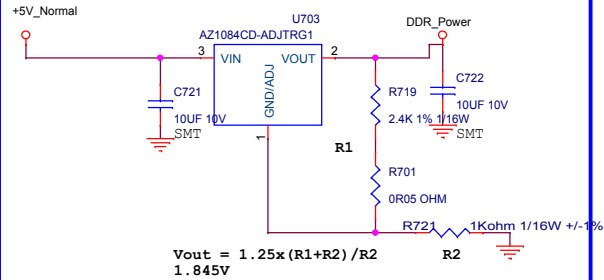 +5V_Normal
U703
AZ1084CD-ADJTRG1
DDR_Power
3
VIN
VOUT
2
GND/ADJ
1
C721
10UF 10V
SMT
R719
2.4K 1% 1/16W
C722
10UF 10V
SMT
R1
R701
0R05 OHM
R721
1Kohm 1/16W +/-1%
R2
Vout = 1.25x(R1+R2)/R2
1.845V